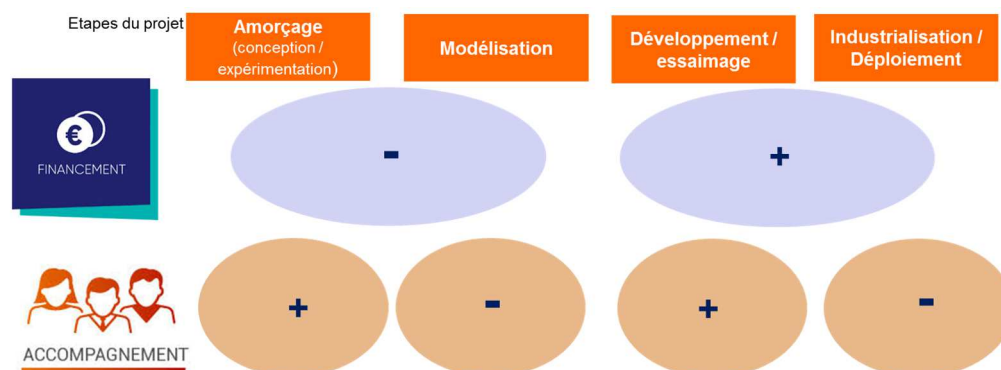 Etapes du projet
Amorçage
(conception /
expérimentation)
Modélisation
Développement /
essaimage
Industrialisation /
Déploiement
€
FINANCEMENT
-
+
+
-
+
-
ACCOMPAGNEMENT